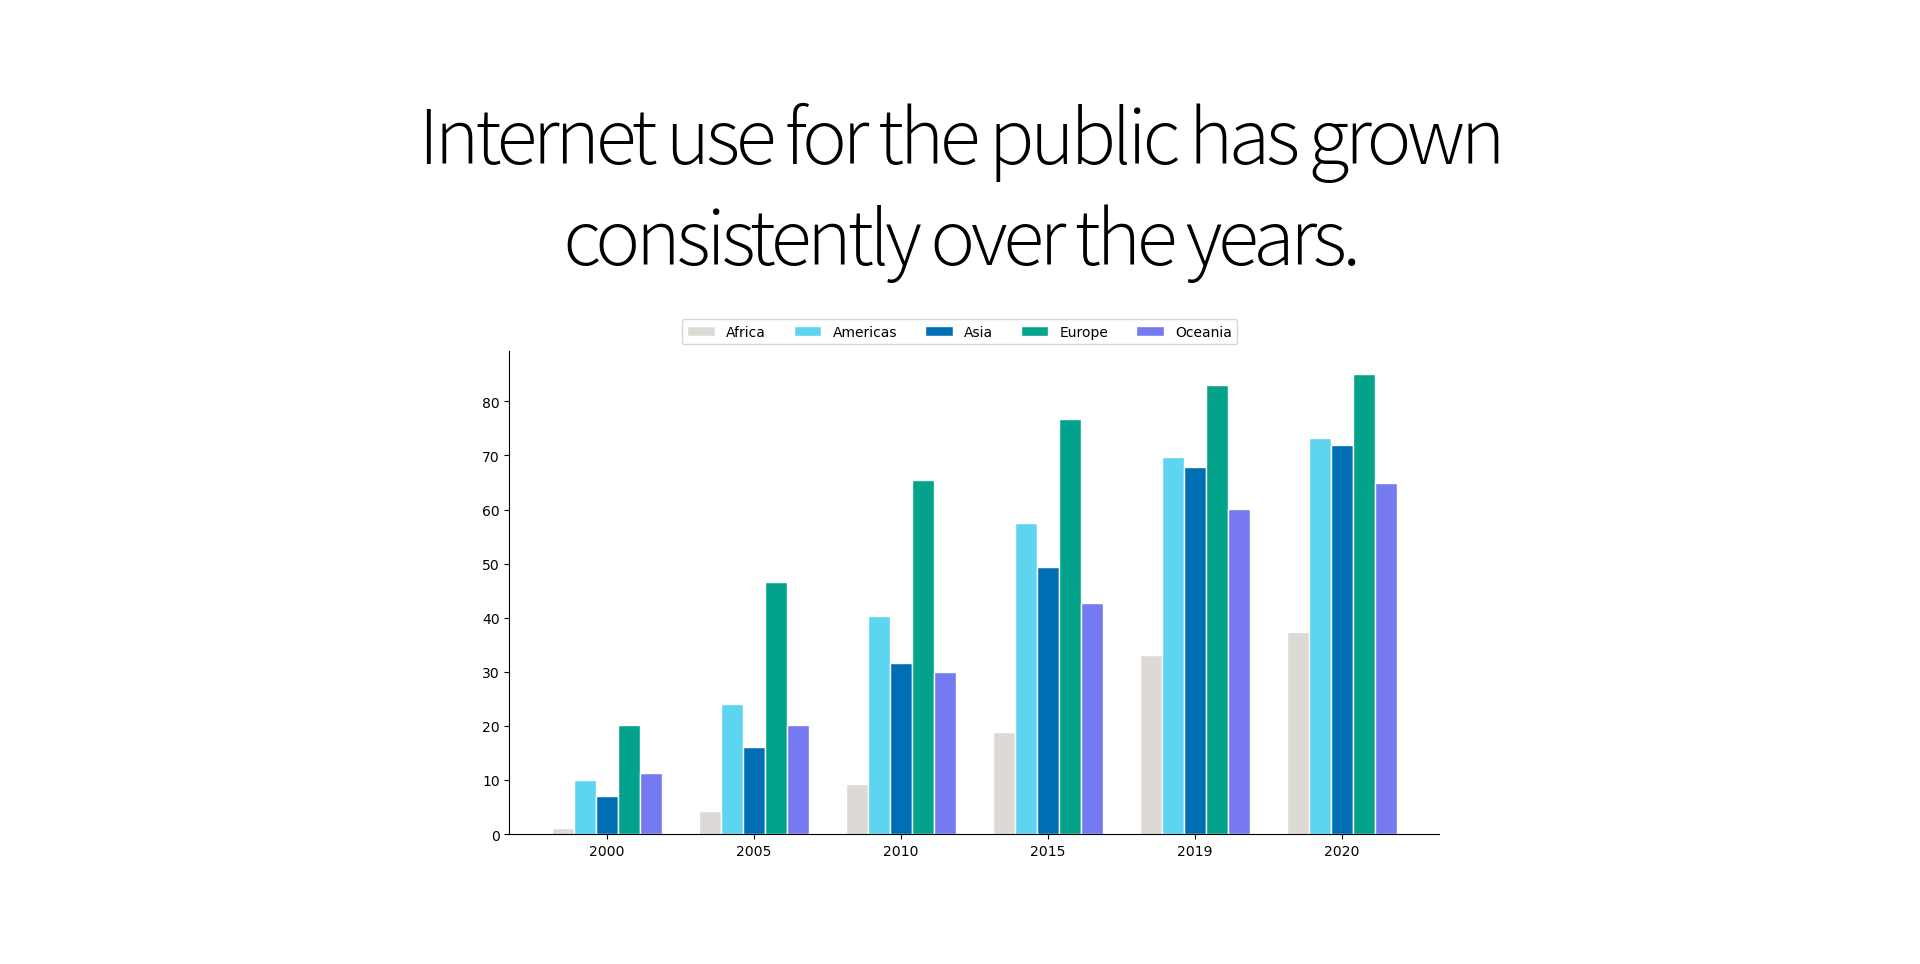 Internet use for the public has grown
consistently over the years.
Africa Americas Asia Europe Oceania
80
70
60
50
40
30
20
10
0
2000 2005 2010 2015 2019 2020